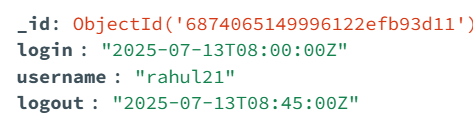 _id: ObjectId('6874065149996122efb93d11')
login : "2025-07-13T08:00:00Z"
username : "rahul21"
logout : "2025-07-13T08:45:00Z"